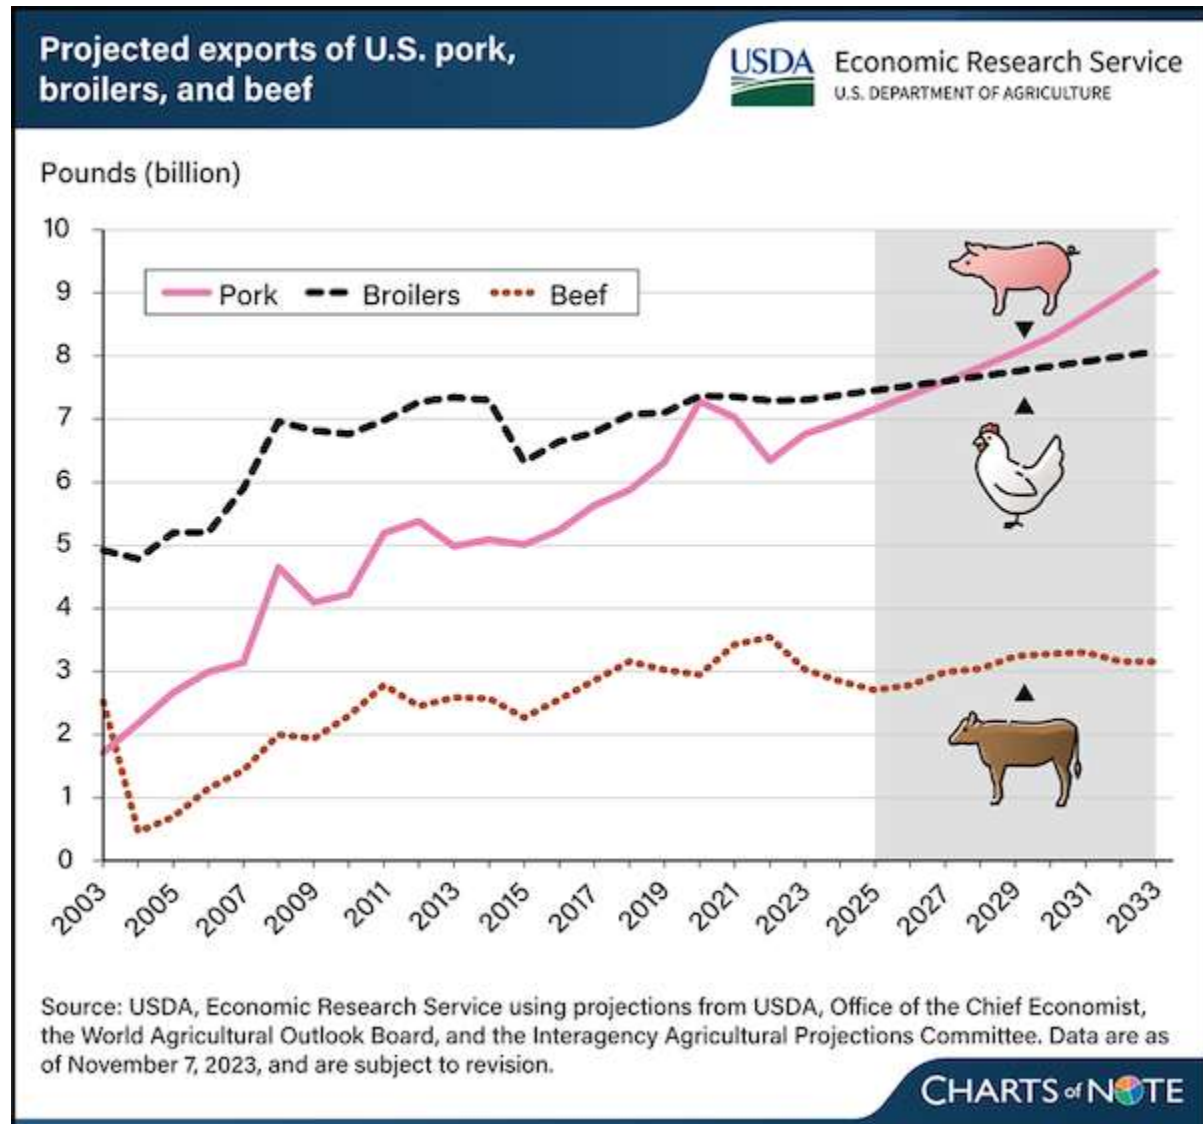 Projected exports of U.S. pork,
broilers, and beef
USDA
Economic Research Service
U.S. DEPARTMENT OF AGRICULTURE
Pounds (billion)
10
9
8
7
6
5
4
3
2
1
0
Pork Broilers Beef
2003 2005 2007 2009 2011 2013 2015 2017 2019 2021 2023 2025 2027 2029 2031 2033
Source: USDA, Economic Research Service using projections from USDA, Office of the Chief Economist,
the World Agricultural Outlook Board, and the Interagency Agricultural Projections Committee. Data are as
of November 7, 2023, and are subject to revision.
CHARTS of NOTE